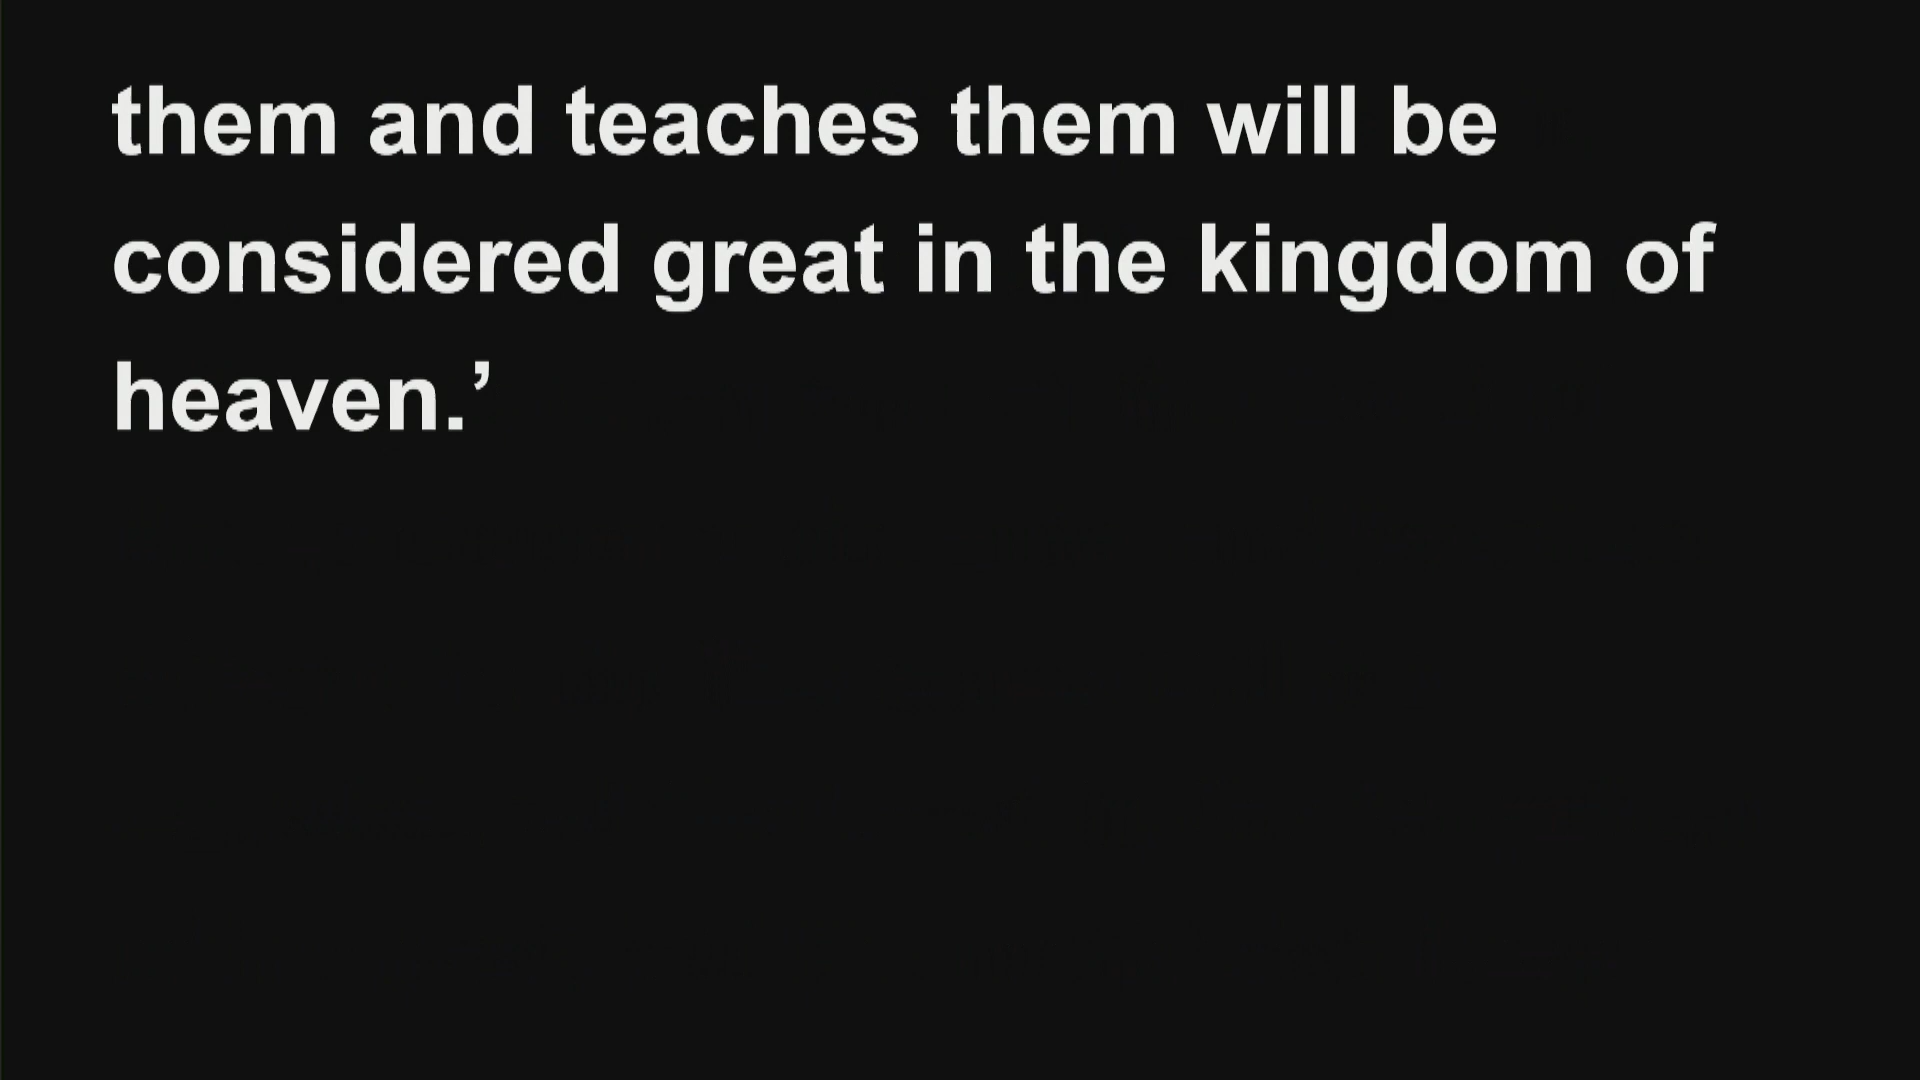 them and teaches them will be
considered great in the kingdom of
heaven.’